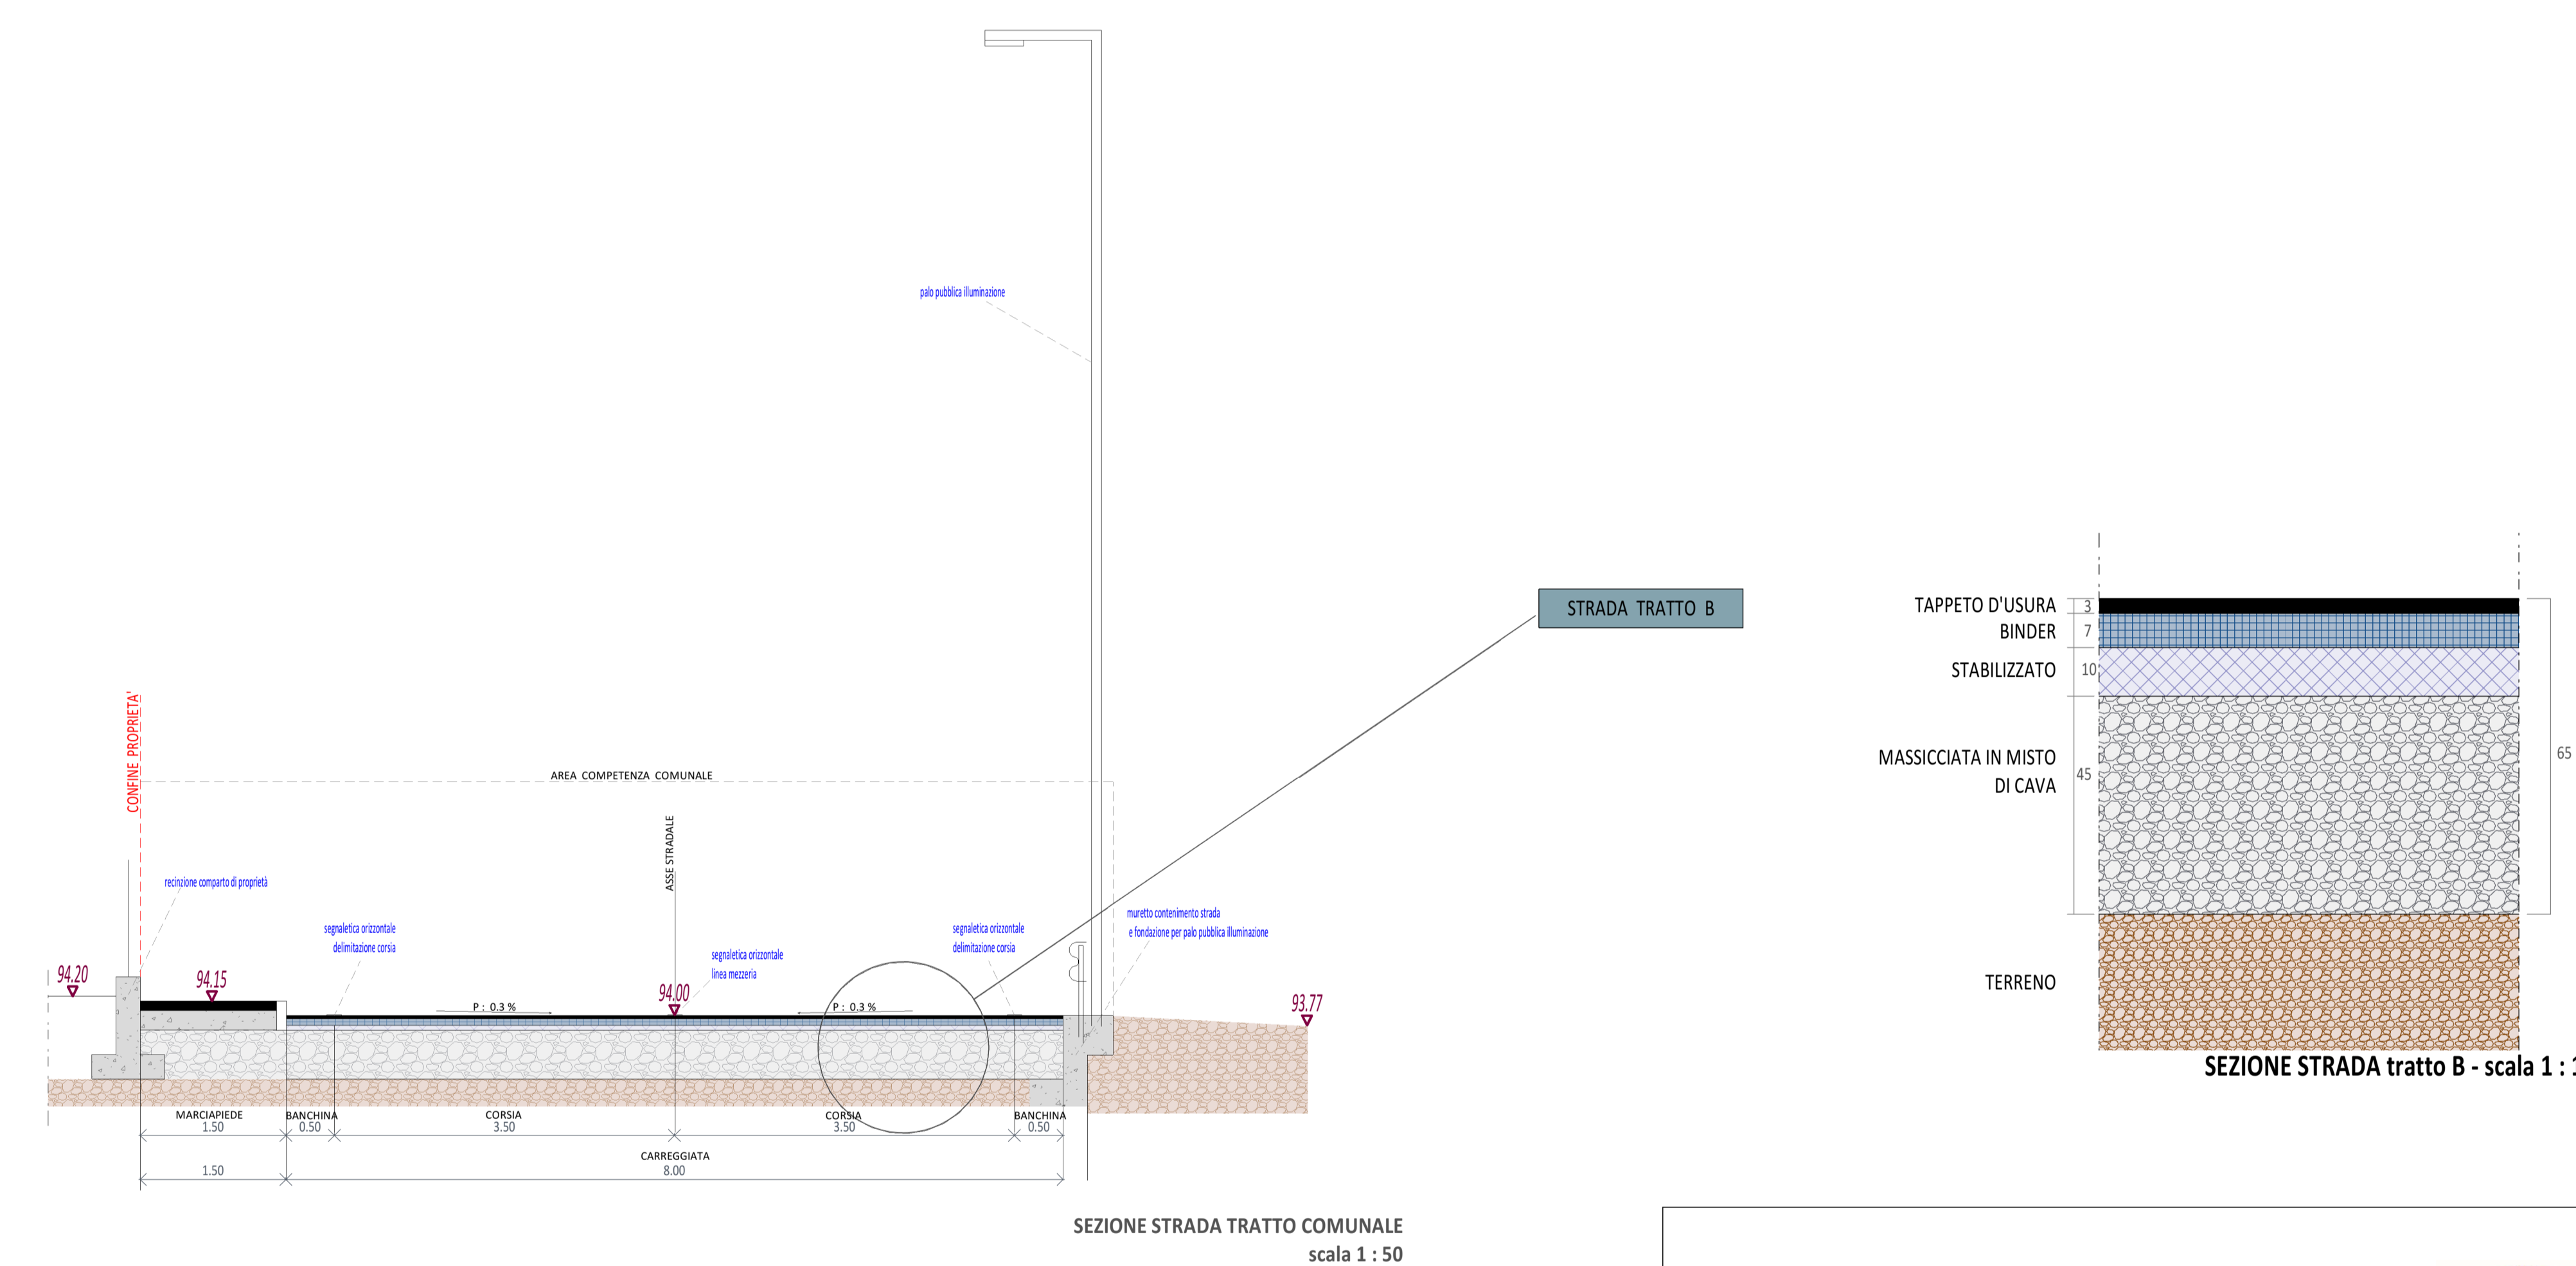 palo pubblica illuminazione
STRADA TRATTO B
CONFINE PROPRIETA'
AREA COMPETENZA COMUNALE
ASSE STRADALE
recinzione comparto di proprietà
segnaletica orizzontale
delimitazione corsia
segnaletica orizzontale
linea mezzeria
segnaletica orizzontale
delimitazione corsia
muretto contenimento strada
e fondazione per palo pubblica illuminazione
94.20
94.15
94.00
93.77
P : 0.3 %
P : 0.3 %
MARCIAPIEDE
1.50
BANCHINA
0.50
CORSIA
3.50
CORSIA
3.50
BANCHINA
0.50
CARREGGIATA
1.50
8.00
SEZIONE STRADA TRATTO COMUNALE
scala 1 : 50
TAPPETO D'USURA
3
BINDER
7
STABILIZZATO
10
MASSICCIATA IN MISTO
DI CAVA
45
65
TERRENO
SEZIONE STRADA tratto B - scala 1 :